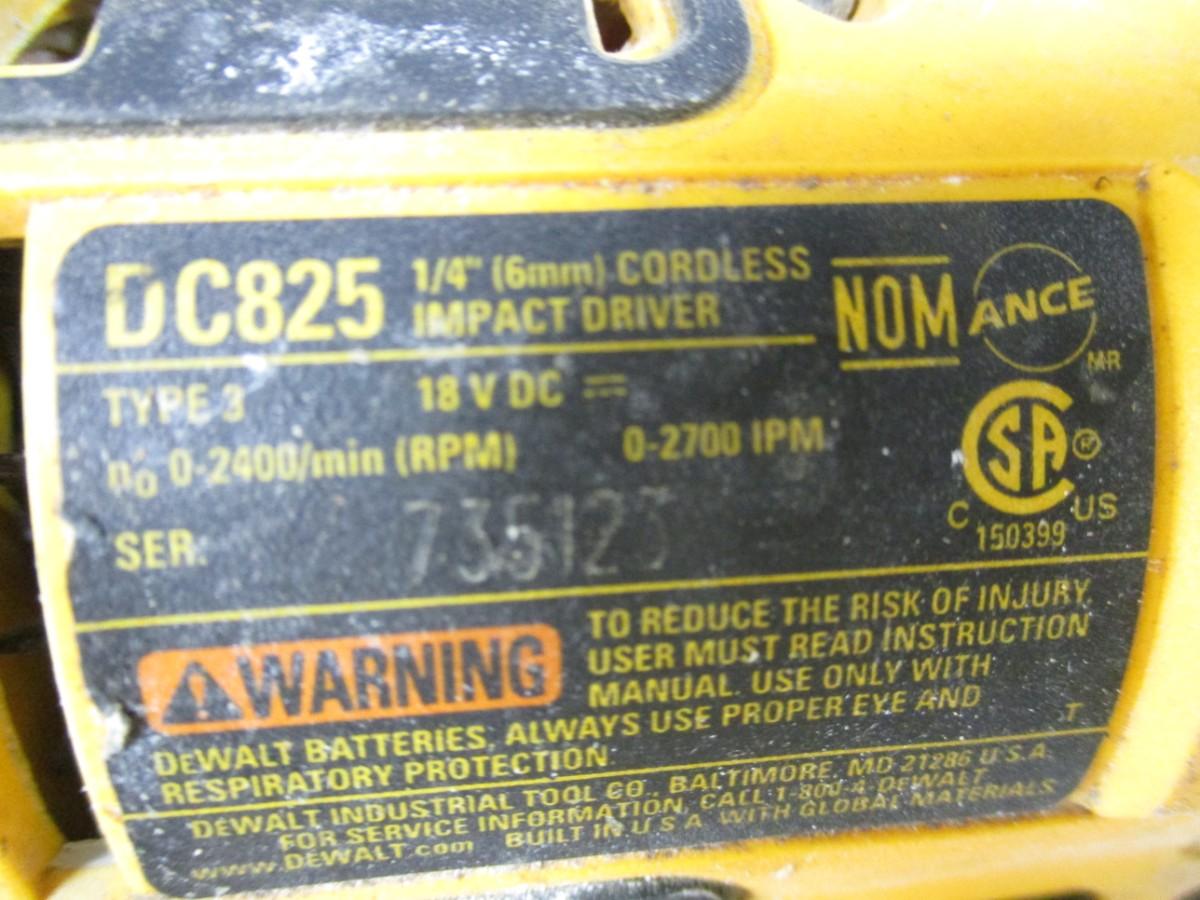 DC825 1/4" (6mm) CORDLESS
IMPACT DRIVER
NOM ANCE
MR
TYPE 3 18 V DC ⎓
n₀ 0-2400/min (RPM) 0-2700 IPM
SER. 735123
CSA ®
C US
150399
⚠WARNING TO REDUCE THE RISK OF INJURY,
USER MUST READ INSTRUCTION
MANUAL. USE ONLY WITH
DEWALT BATTERIES. ALWAYS USE PROPER EYE AND
RESPIRATORY PROTECTION.
T
DEWALT INDUSTRIAL TOOL CO., BALTIMORE, MD 21286 U.S.A.
FOR SERVICE INFORMATION, CALL 1-800-4-DEWALT
www.DEWALT.com BUILT IN U S A WITH GLOBAL MATERIALS